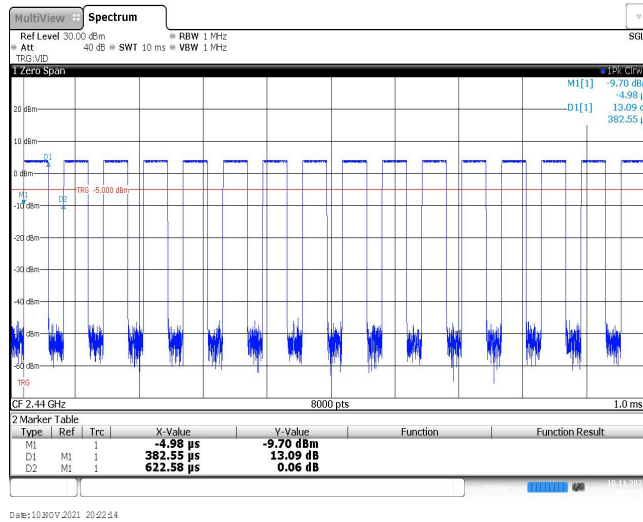 MultiView Spectrum
Ref Level 30.00 dBm RBW 1 MHz SGL
Att 40 dB SWT 10 ms VBW 1 MHz
TRG:VID
1 Zero Span 1Pk Clrw
M1[1] -9.70 dB
-4.98
D1[1] 13.09
382.55
20 dBm
10 dBm
D1
0 dBm
TRG -5.000 dBm
M1
D2
-10 dBm
-20 dBm
-30 dBm
-40 dBm
dBm
-60 dBm
TRG
CF 2.44 GHz 8000 pts 1.0 ms
2 Marker Table
Type Ref Trc X-Value Y-Value Function Function Result
M1 1 -4.98 µs -9.70 dBm
D1 M1 1 382.55 µs 13.09 dB
D2 M1 1 622.58 µs 0.06 dB
Date: 10.NOV.2021 20:22:14